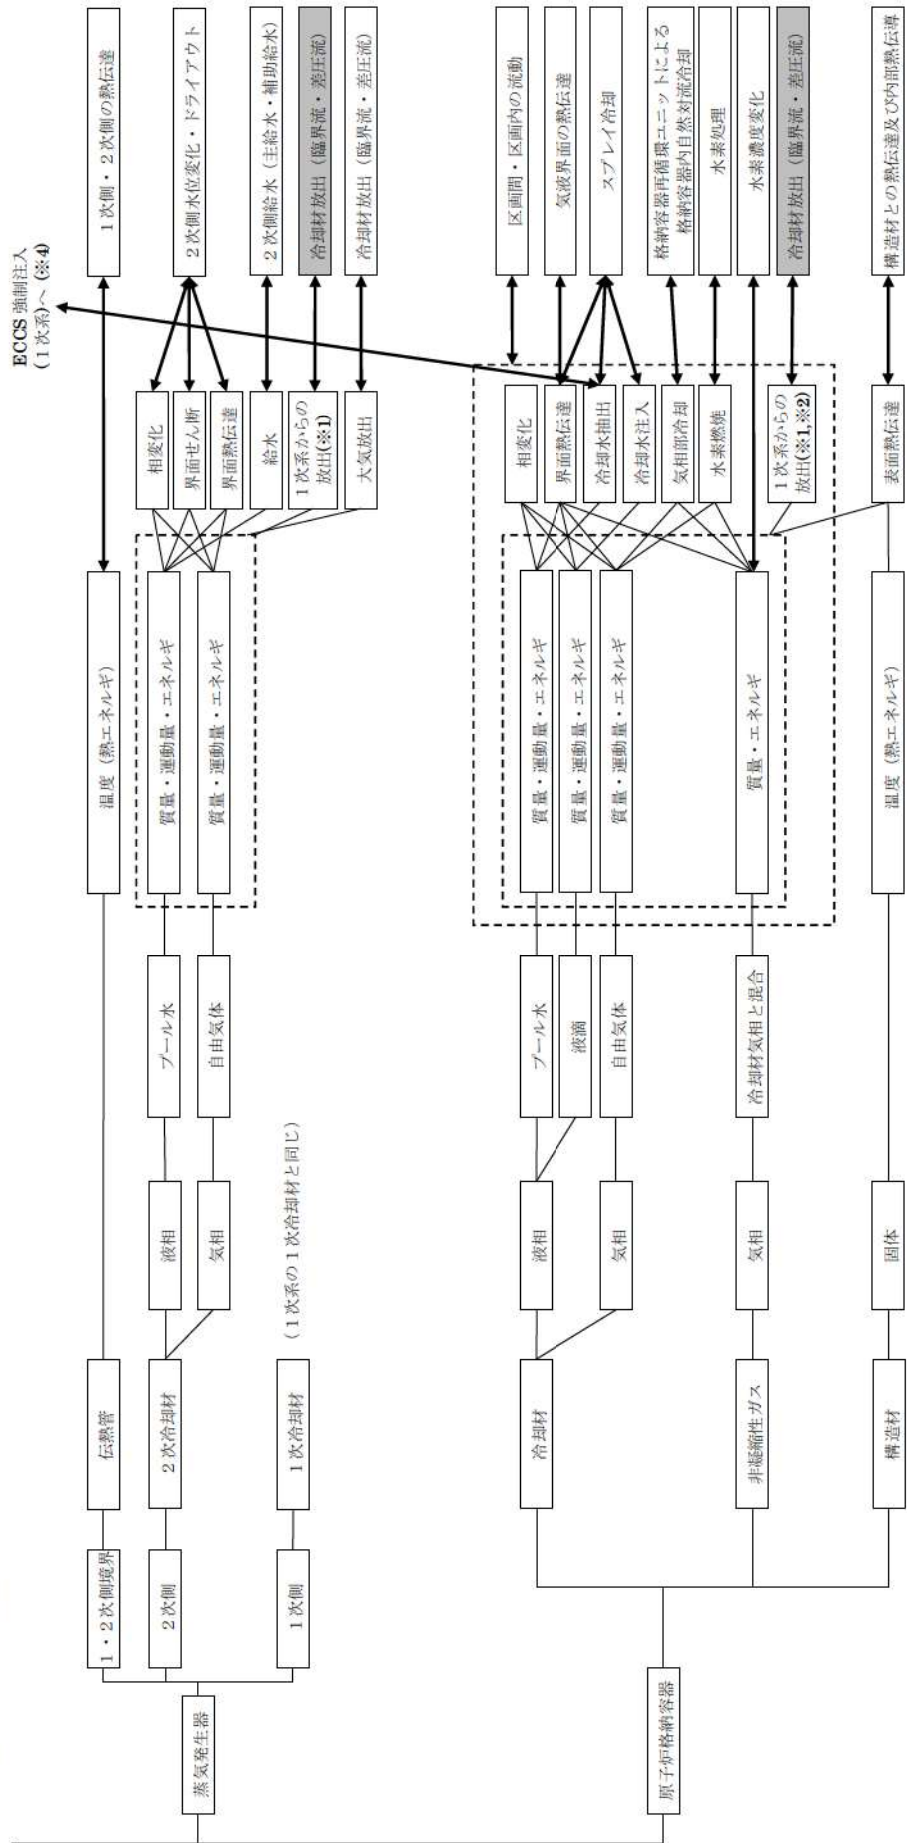 蒸気発生器
1・2次側境界
伝熱管
温度(熱エネルギ)
1次側・2次側の熱伝達
2次側
2次冷却材
液相
プール水
質量・運動量・エネルギ
気相
自由気体
質量・運動量・エネルギ
相変化
界面せん断
界面熱伝達
給水
1次系からの
放出(※1)
大気放出
2次側水位変化・ドライアウト
2次側給水(主給水・補助給水)
冷却材放出(臨界流・差圧流)
冷却材放出(臨界流・差圧流)
1次側
1次冷却材
(1次系の1次冷却材と同じ)
ECCS 強制注入
(1次系)へ (※4)
原子炉格納容器
冷却材
液相
プール水
質量・運動量・エネルギ
液滴
質量・運動量・エネルギ
気相
自由気体
質量・運動量・エネルギ
非凝縮性ガス
気相
冷却材気相と混合
質量・エネルギ
相変化
界面熱伝達
冷却水抽出
冷却水注入
気相部冷却
水素燃焼
1次系からの
放出(※1,※2)
区画間・区画内の流動
気液界面の熱伝達
スプレイ冷却
格納容器再循環ユニットによる
格納容器内自然対流冷却
水素処理
水素濃度変化
冷却材放出(臨界流・差圧流)
構造材
固体
温度(熱エネルギ)
表面熱伝達
構造材との熱伝達及び内部熱伝導